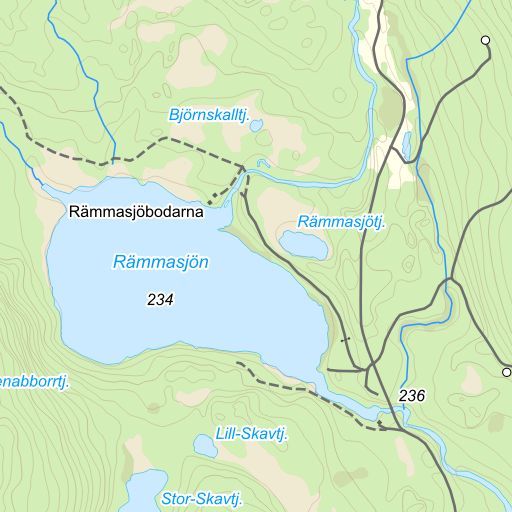 Björnskalltj.
Rämmasjöbodarna
Rämmasjötj.
Rämmasjön
234
enabborrtj.
236
Lill-Skavtj.
Stor-Skavtj.